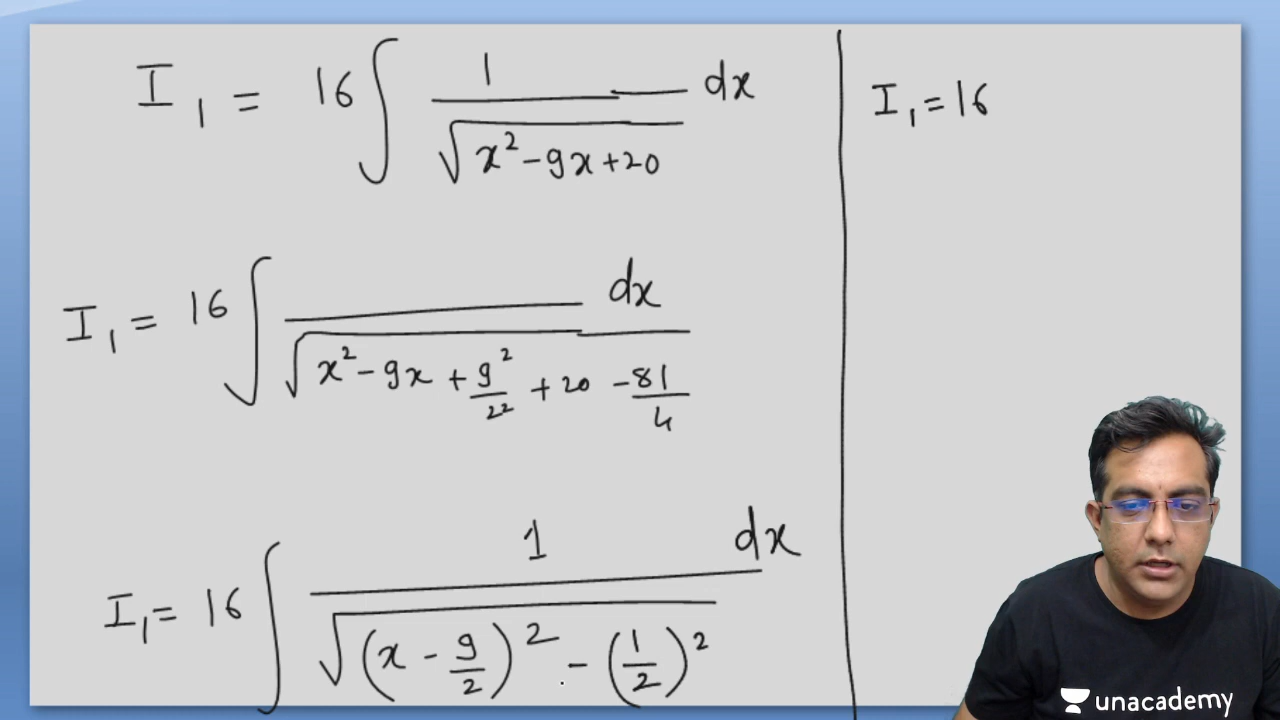 I₁ = 16 ∫ 1 / √(x² - 9x + 20) dx
I₁ = 16 ∫ dx / √(x² - 9x + 9²/2² + 20 - 81/4)
I₁ = 16 ∫ 1 / √((x - 9/2)² - (1/2)²) dx
I₁ = 16
unacademy